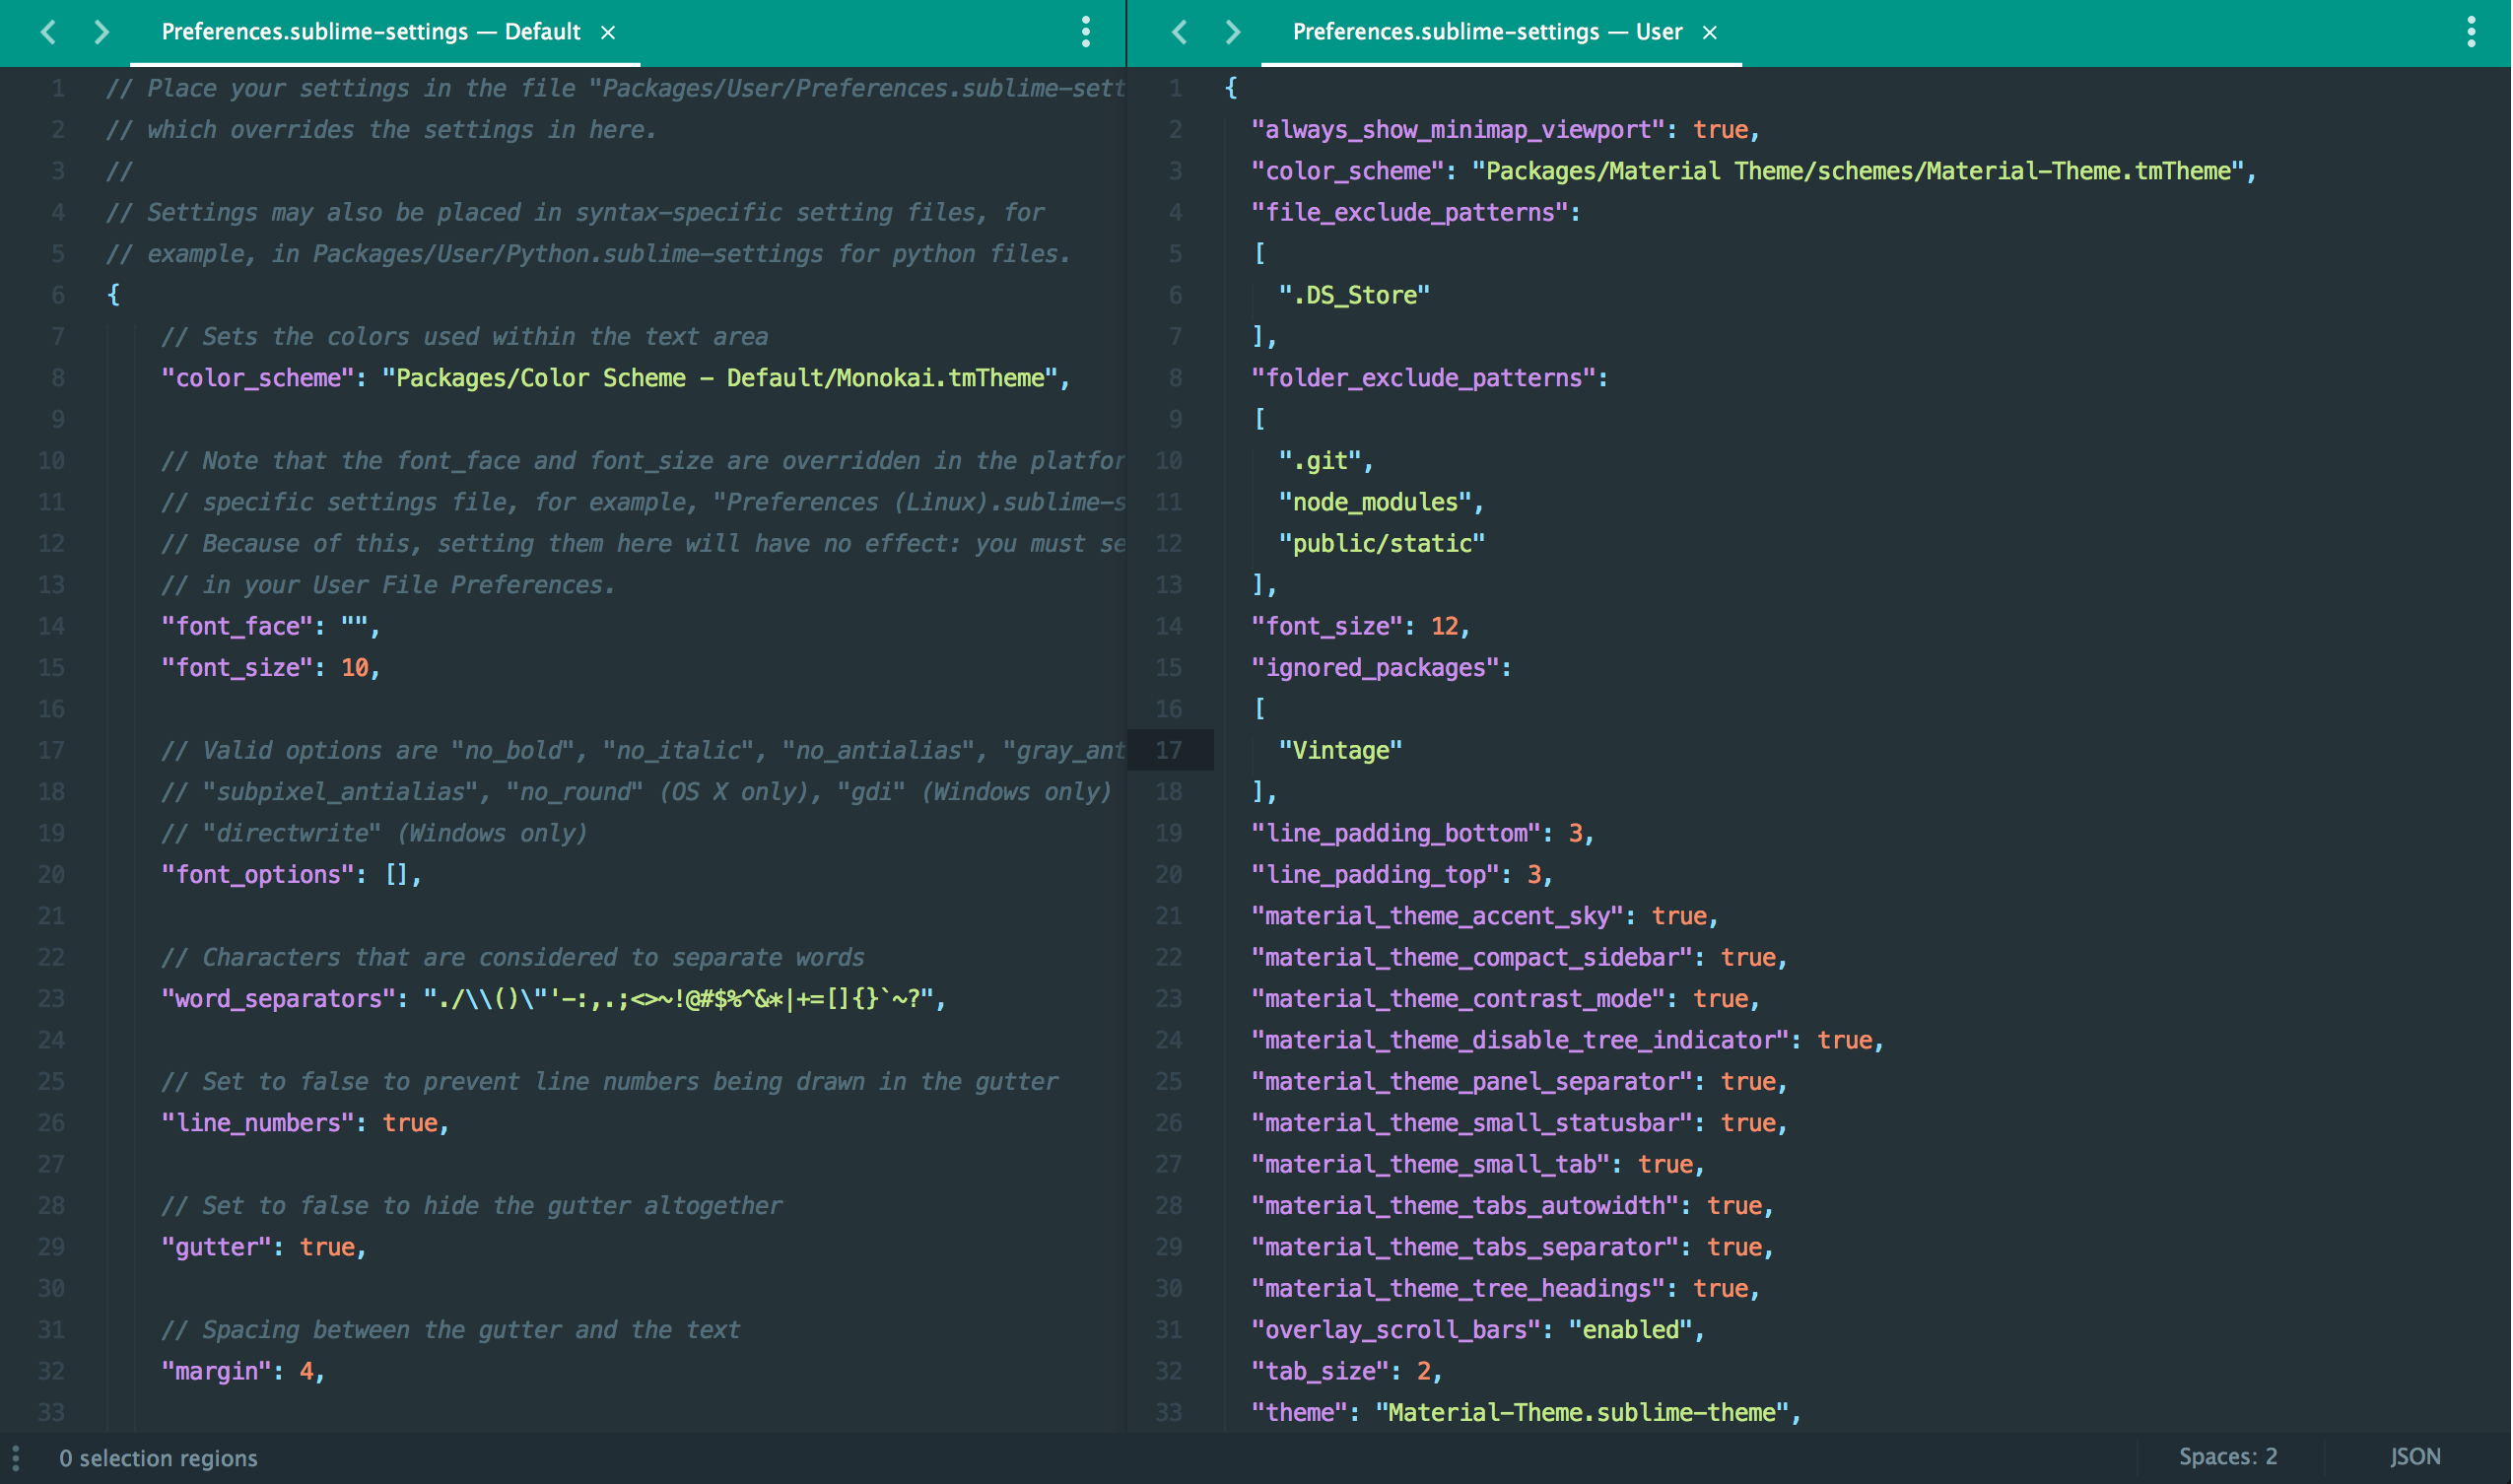 Preferences.sublime-settings — Default ×
1 // Place your settings in the file "Packages/User/Preferences.sublime-sett
2 // which overrides the settings in here.
3 //
4 // Settings may also be placed in syntax-specific setting files, for
5 // example, in Packages/User/Python.sublime-settings for python files.
6 {
7 // Sets the colors used within the text area
8 "color_scheme": "Packages/Color Scheme - Default/Monokai.tmTheme",
9
10 // Note that the font_face and font_size are overridden in the platfor
11 // specific settings file, for example, "Preferences (Linux).sublime-s
12 // Because of this, setting them here will have no effect: you must se
13 // in your User File Preferences.
14 "font_face": "",
15 "font_size": 10,
16
17 // Valid options are "no_bold", "no_italic", "no_antialias", "gray_ant
18 // "subpixel_antialias", "no_round" (OS X only), "gdi" (Windows only)
19 // "directwrite" (Windows only)
20 "font_options": [],
21
22 // Characters that are considered to separate words
23 "word_separators": "./\\()\"'-:,.;<>~!@#$%^&*|+=[]{}`~?",
24
25 // Set to false to prevent line numbers being drawn in the gutter
26 "line_numbers": true,
27
28 // Set to false to hide the gutter altogether
29 "gutter": true,
30
31 // Spacing between the gutter and the text
32 "margin": 4,
33
Preferences.sublime-settings — User ×
1 {
2 "always_show_minimap_viewport": true,
3 "color_scheme": "Packages/Material Theme/schemes/Material-Theme.tmTheme",
4 "file_exclude_patterns":
5 [
6 ".DS_Store"
7 ],
8 "folder_exclude_patterns":
9 [
10 ".git",
11 "node_modules",
12 "public/static"
13 ],
14 "font_size": 12,
15 "ignored_packages":
16 [
17 "Vintage"
18 ],
19 "line_padding_bottom": 3,
20 "line_padding_top": 3,
21 "material_theme_accent_sky": true,
22 "material_theme_compact_sidebar": true,
23 "material_theme_contrast_mode": true,
24 "material_theme_disable_tree_indicator": true,
25 "material_theme_panel_separator": true,
26 "material_theme_small_statusbar": true,
27 "material_theme_small_tab": true,
28 "material_theme_tabs_autowidth": true,
29 "material_theme_tabs_separator": true,
30 "material_theme_tree_headings": true,
31 "overlay_scroll_bars": "enabled",
32 "tab_size": 2,
33 "theme": "Material-Theme.sublime-theme",
0 selection regions
Spaces: 2
JSON